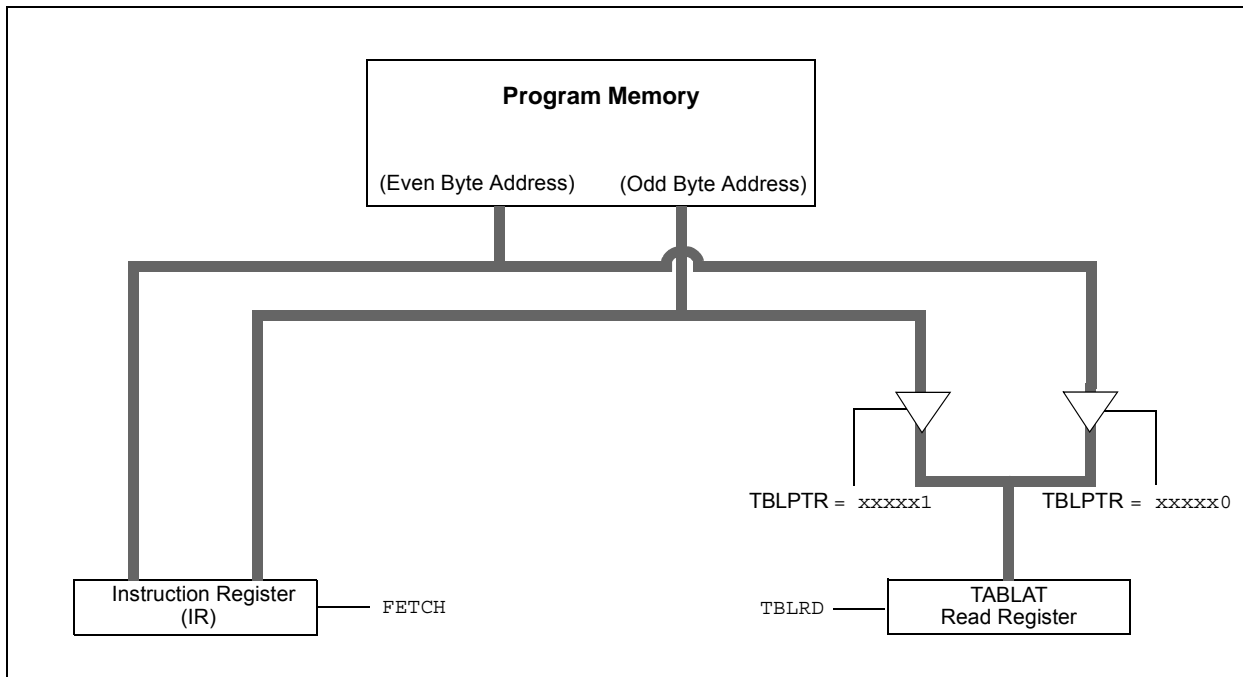 Program Memory
(Even Byte Address) (Odd Byte Address)
TBLPTR = xxxxx1 TBLPTR = xxxxx0
Instruction Register
(IR)
FETCH
TBLRD
TABLAT
Read Register